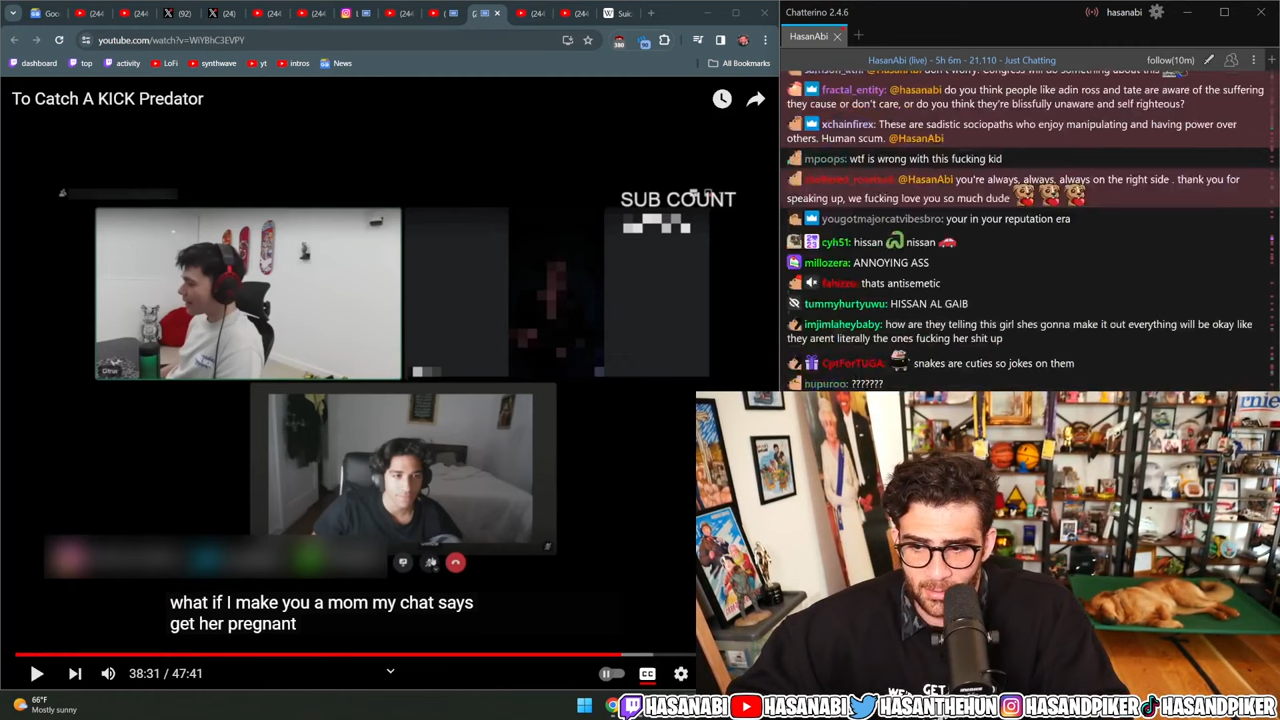 (92)
(24)
Chatterino 2.4.6
hasanabi
youtube.com/watch?v=WiYBhC3EVPY
HasanAbi
dashboard
top
activity
LoFi
synthwave
yt
intros
News
All Bookmarks
HasanAbi (live) - 5h 6m - 21,110 - Just Chatting
follow(10m)
To Catch A KICK Predator
fractal_entity: @hasanabi do you think people like adin ross and tate are aware of the suffering
they cause or don't care, or do you think they're blissfully unaware and self righteous?
xchainfirex: These are sadistic sociopaths who enjoy manipulating and having power over
others. Human scum. @HasanAbi
mpoops: wtf is wrong with this fucking kid
@HasanAbi you're always, always, always on the right side . thank you for
speaking up, we fucking love you so much dude
yougotmajorcatvibesbro: your in your reputation era
cyh51: hissan nissan
millozera: ANNOYING ASS
thats antisemetic
tummyhurtyuwu: HISSAN AL GAIB
imjimlaheybaby: how are they telling this girl shes gonna make it out everything will be okay like
they arent literally the ones fucking her shit up
CptForTUGA: snakes are cuties so jokes on them
hupuroo: ???????
SUB COUNT
what if I make you a mom my chat says
get her pregnant
38:31 / 47:41
CC
66°F
Mostly sunny
HASANABI
HASANABI
HASANTHEHUN
HASANDPIKER
HASANDPIKER